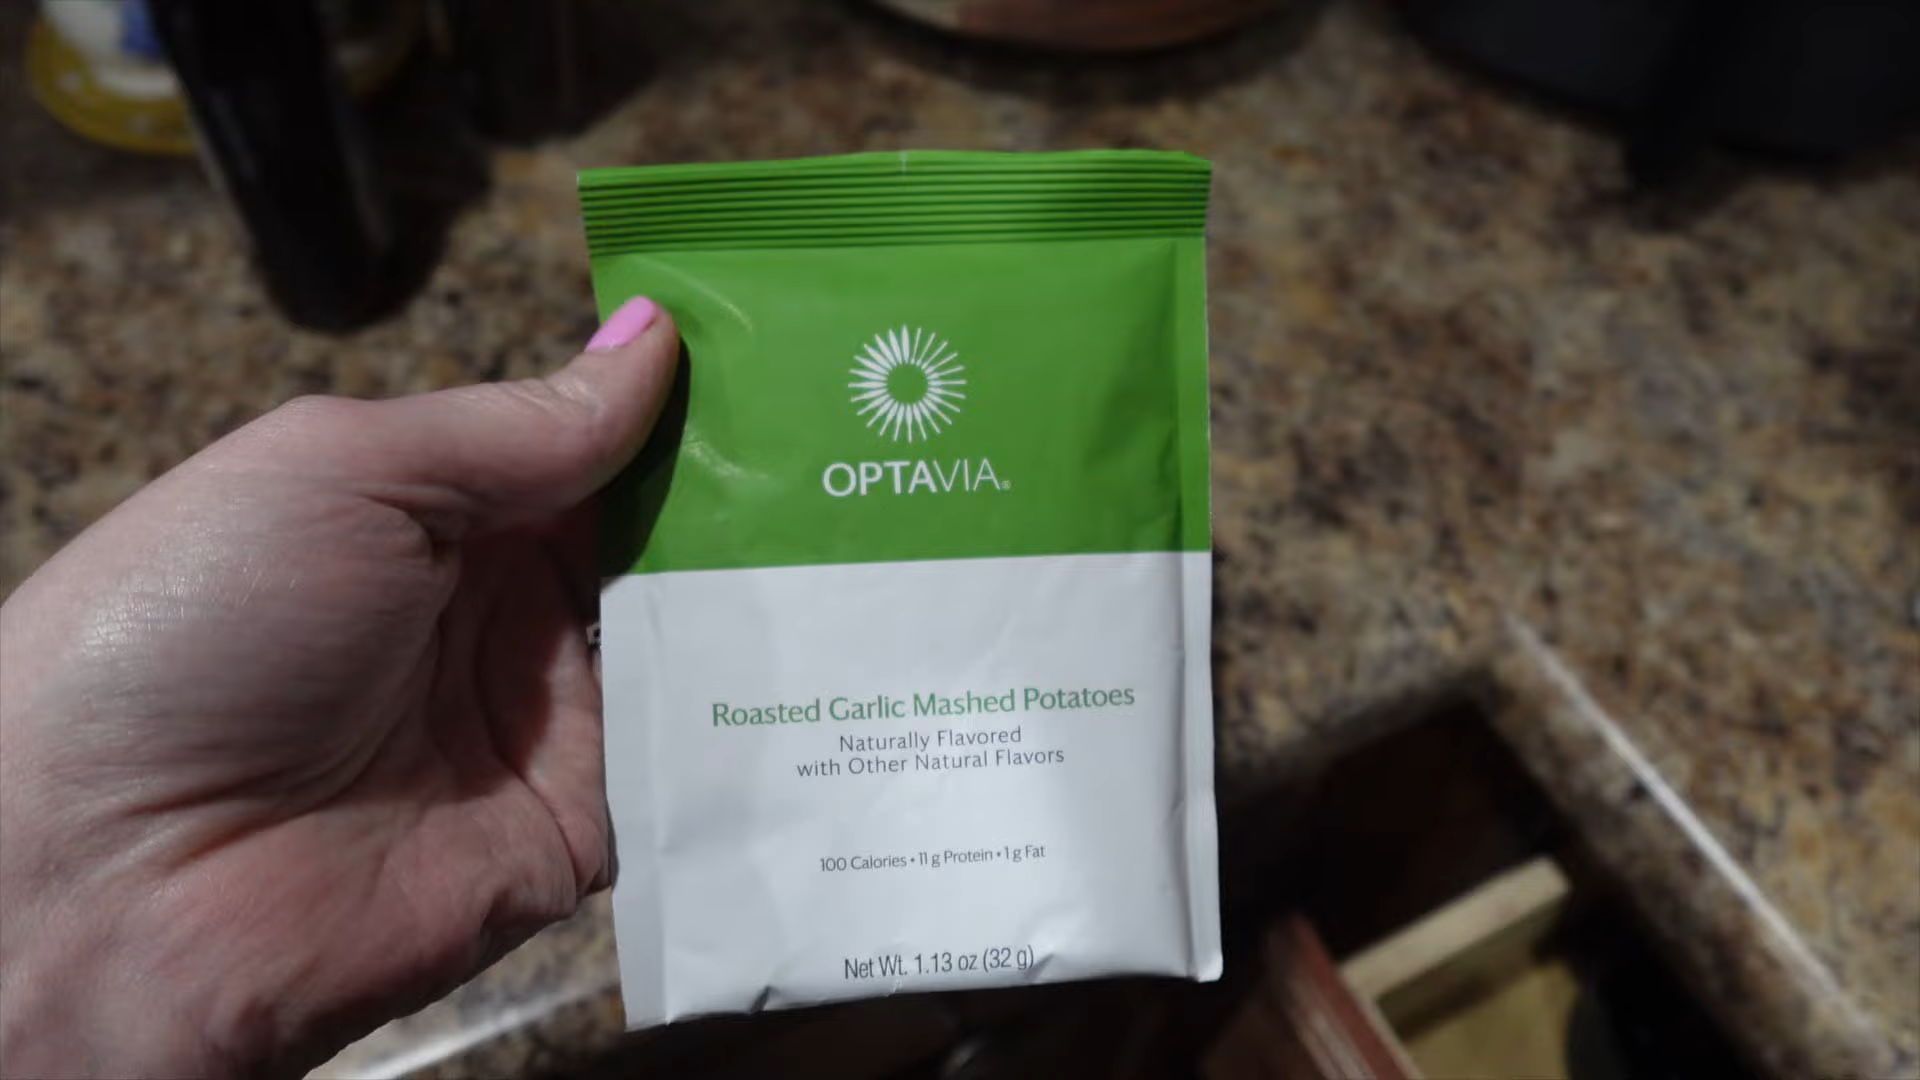 OPTAVIA®
Roasted Garlic Mashed Potatoes
Naturally Flavored
with Other Natural Flavors
100 Calories • 11 g Protein • 1 g Fat
Net Wt. 1.13 oz (32 g)